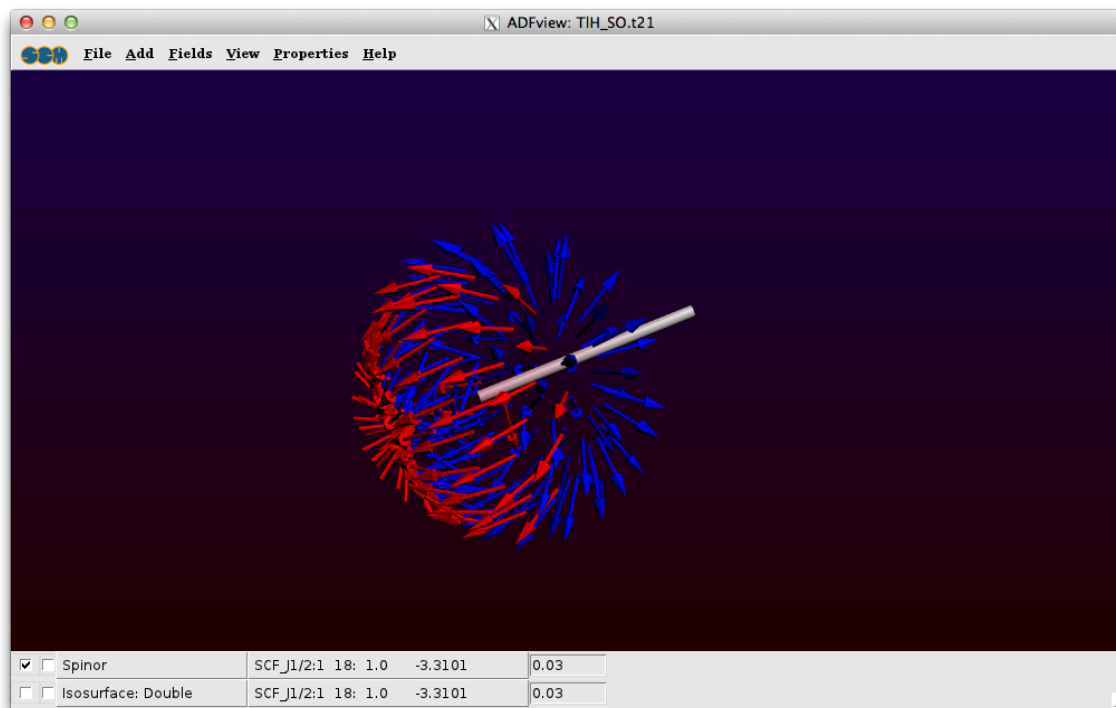 ADFview: TlH_SO.t21
SCM File Add Fields View Properties Help
Spinor SCF_J1/2:1 18: 1.0 -3.3101 0.03
Isosurface: Double SCF_J1/2:1 18: 1.0 -3.3101 0.03